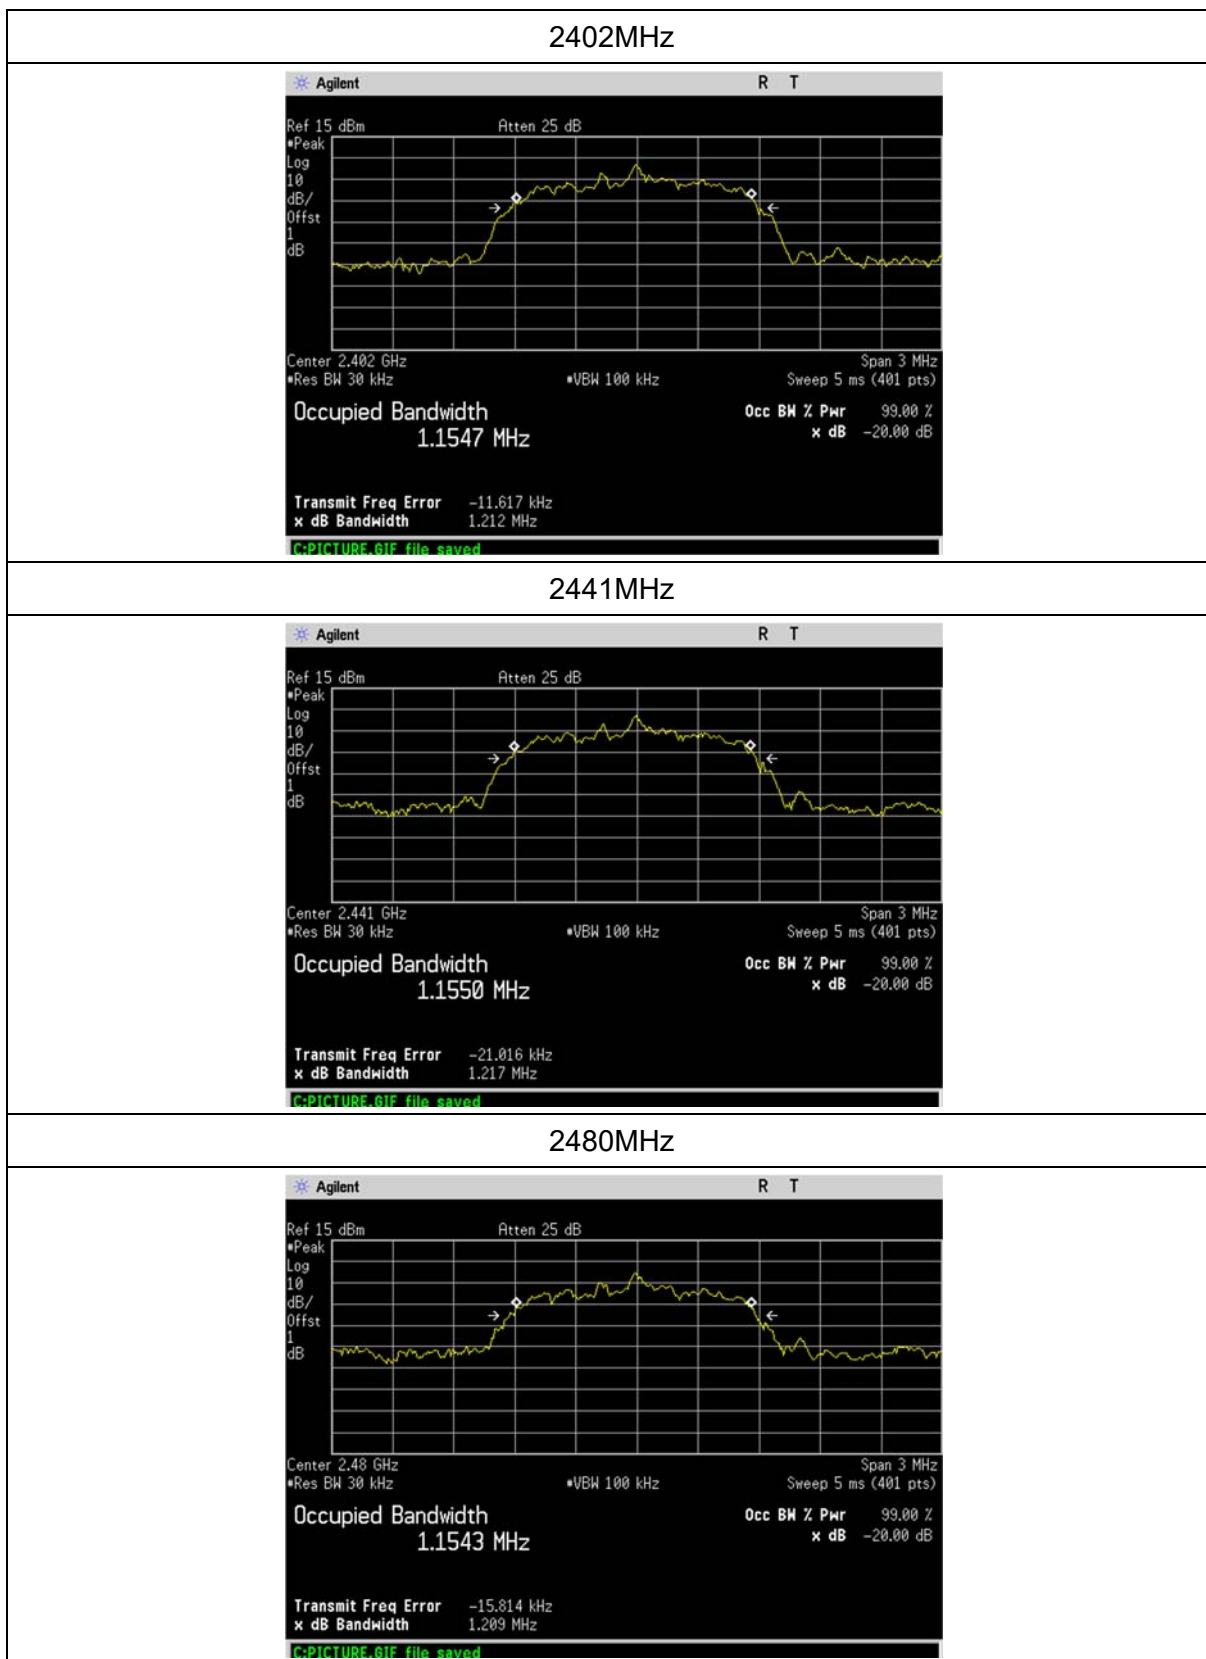 2402MHz
Agilent R T
Ref 15 dBm Atten 25 dB
#Peak
Log
10
dB/
Offst
1
dB
Center 2.402 GHz Span 3 MHz
#Res BW 30 kHz #VBW 100 kHz Sweep 5 ms (401 pts)
Occupied Bandwidth Occ BW % Pwr 99.00 %
1.1547 MHz x dB -20.00 dB
Transmit Freq Error -11.617 kHz
x dB Bandwidth 1.212 MHz
C:PICTURE.GIF file saved
2441MHz
Agilent R T
Ref 15 dBm Atten 25 dB
#Peak
Log
10
dB/
Offst
1
dB
Center 2.441 GHz Span 3 MHz
#Res BW 30 kHz #VBW 100 kHz Sweep 5 ms (401 pts)
Occupied Bandwidth Occ BW % Pwr 99.00 %
1.1550 MHz x dB -20.00 dB
Transmit Freq Error -21.016 kHz
x dB Bandwidth 1.217 MHz
C:PICTURE.GIF file saved
2480MHz
Agilent R T
Ref 15 dBm Atten 25 dB
#Peak
Log
10
dB/
Offst
1
dB
Center 2.48 GHz Span 3 MHz
#Res BW 30 kHz #VBW 100 kHz Sweep 5 ms (401 pts)
Occupied Bandwidth Occ BW % Pwr 99.00 %
1.1543 MHz x dB -20.00 dB
Transmit Freq Error -15.814 kHz
x dB Bandwidth 1.209 MHz
C:PICTURE.GIF file saved